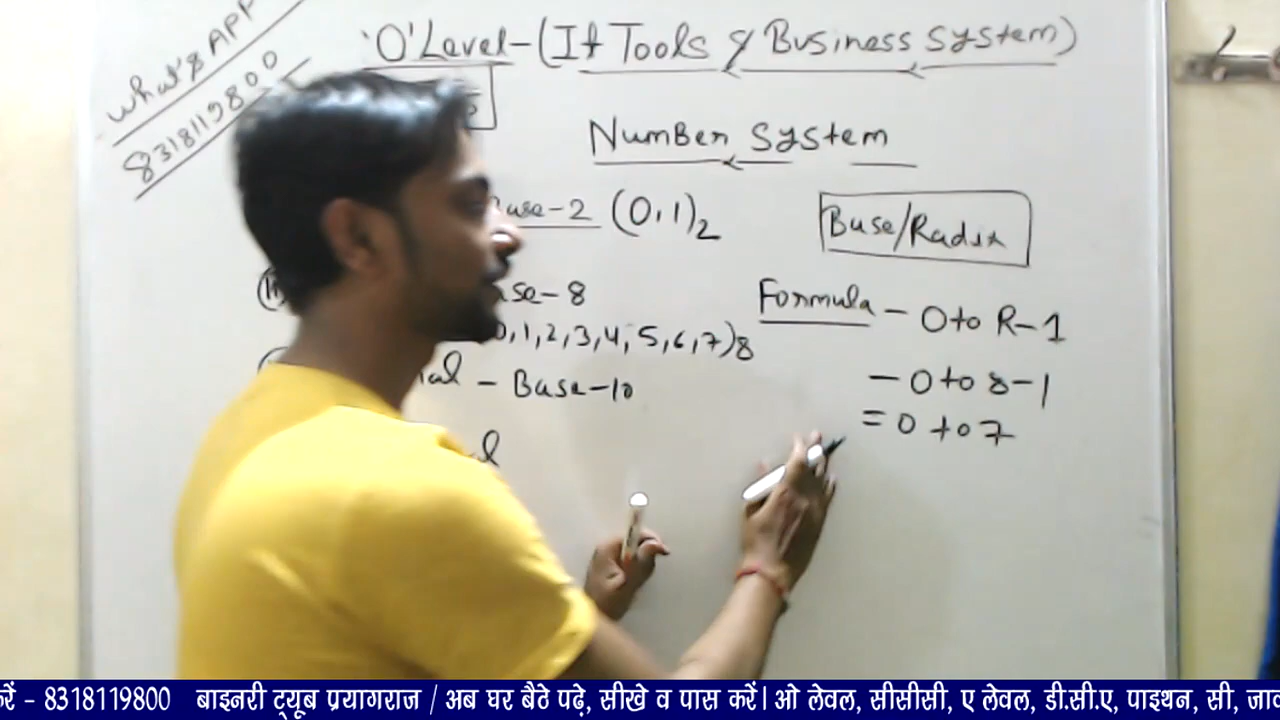 What's APP
8318119800
'O' Level - (It Tools & Business System)
Number System
Base-2 (0,1)2
Base/Radix
Base-8
0,1,2,3,4,5,6,7)8
Formula - 0 to R-1
- 0 to 8-1
= 0 to 7
- Base-10
करें - 8318119800 बाइनरी ट्यूब प्रयागराज / अब घर बैठे पढ़े, सीखे व पास करें। ओ लेवल, सीसीसी, ए लेवल, डी.सी.ए, पाइथन, सी,